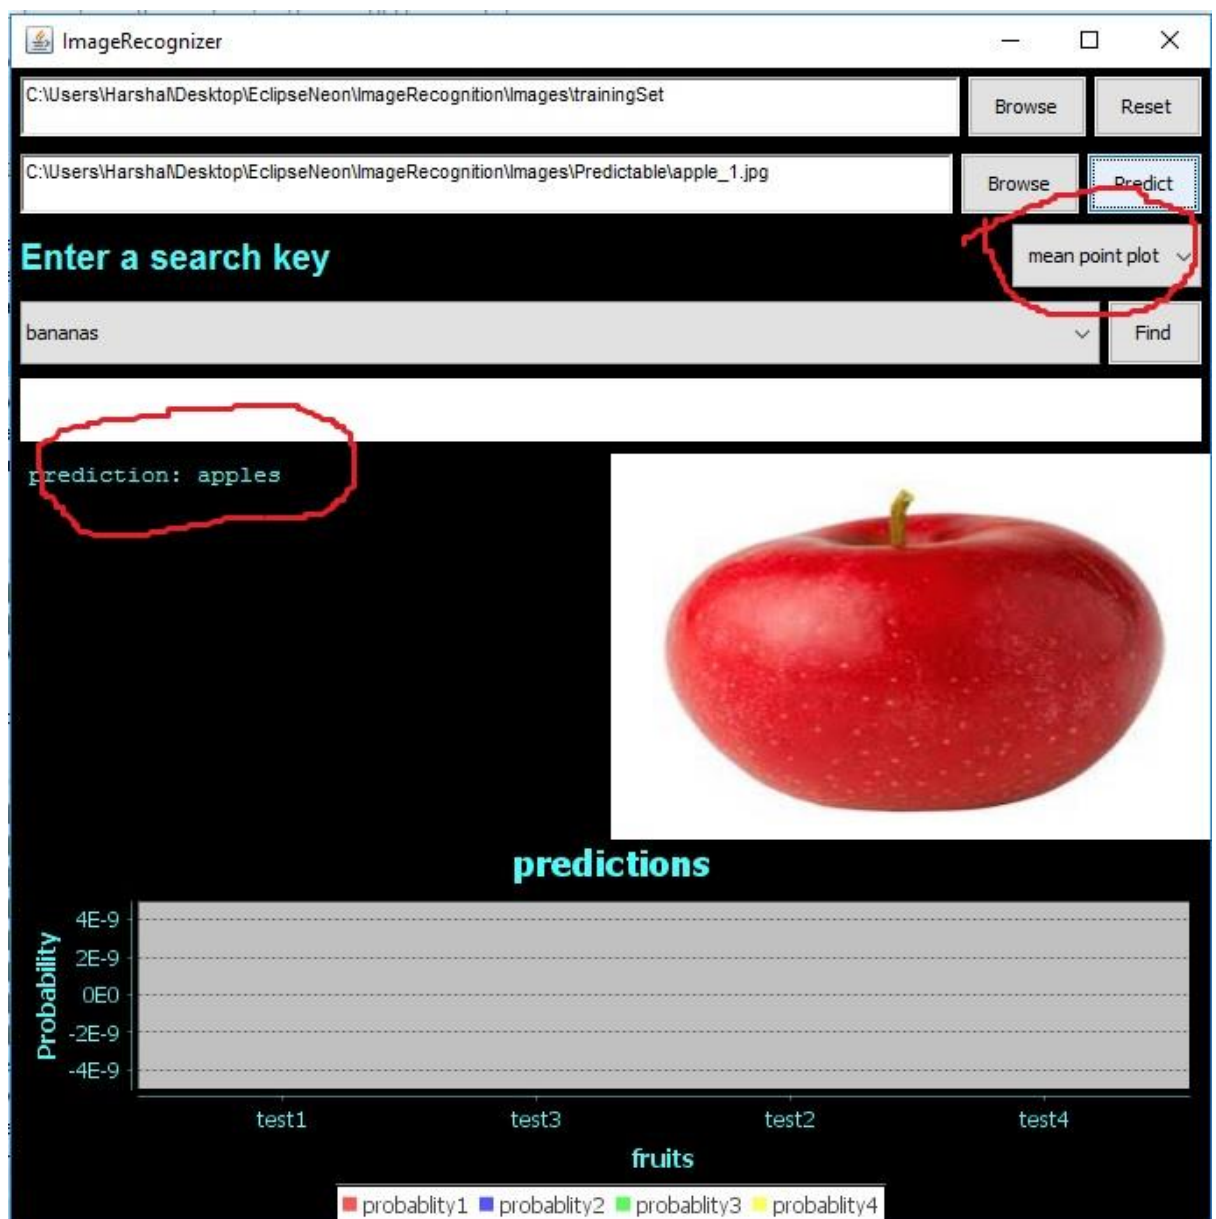 ImageRecognizer
C:\Users\Harshal\Desktop\EclipseNeon\ImageRecognition\Images\trainingSet Browse Reset
C:\Users\Harshal\Desktop\EclipseNeon\ImageRecognition\Images\Predictable\apple_1.jpg Browse Predict
Enter a search key mean point plot
bananas Find
prediction: apples
predictions
Probability
4E-9
2E-9
0E0
-2E-9
-4E-9
test1 test3 test2 test4
fruits
probablity1 probablity2 probablity3 probablity4